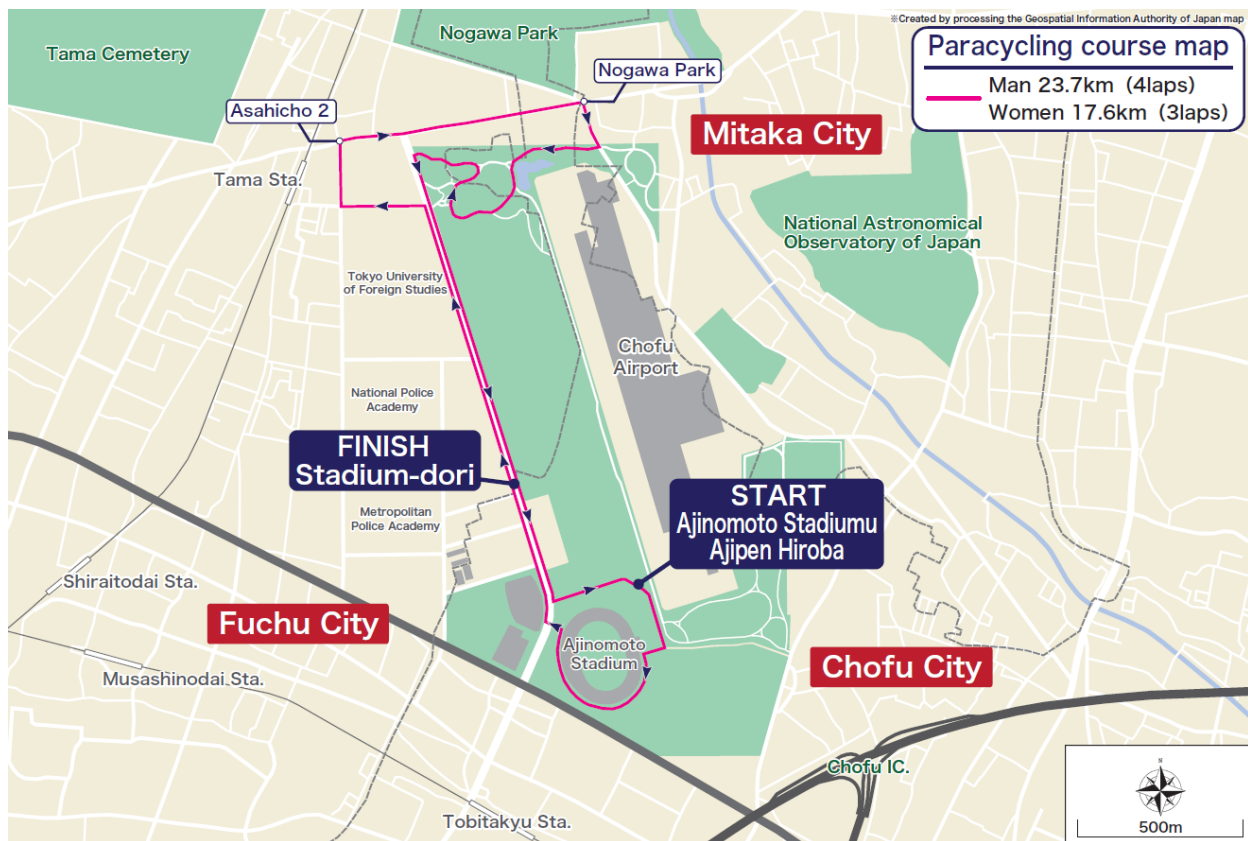 ※Created by processing the Geospatial Information Authority of Japan map
Nogawa Park
Tama Cemetery
Paracycling course map
Man 23.7km (4laps)
Women 17.6km (3laps)
Nogawa Park
Asahicho 2
Mitaka City
Tama Sta.
National Astronomical
Observatory of Japan
Tokyo University
of Foreign Studies
Chofu
Airport
National Police
Academy
FINISH
Stadium-dori
START
Ajinomoto Stadiumu
Ajipen Hiroba
Metropolitan
Police Academy
Shiraitodai Sta.
Fuchu City
Ajinomoto
Stadium
Chofu City
Musashinodai Sta.
Chofu IC.
N
Tobitakyu Sta.
500m